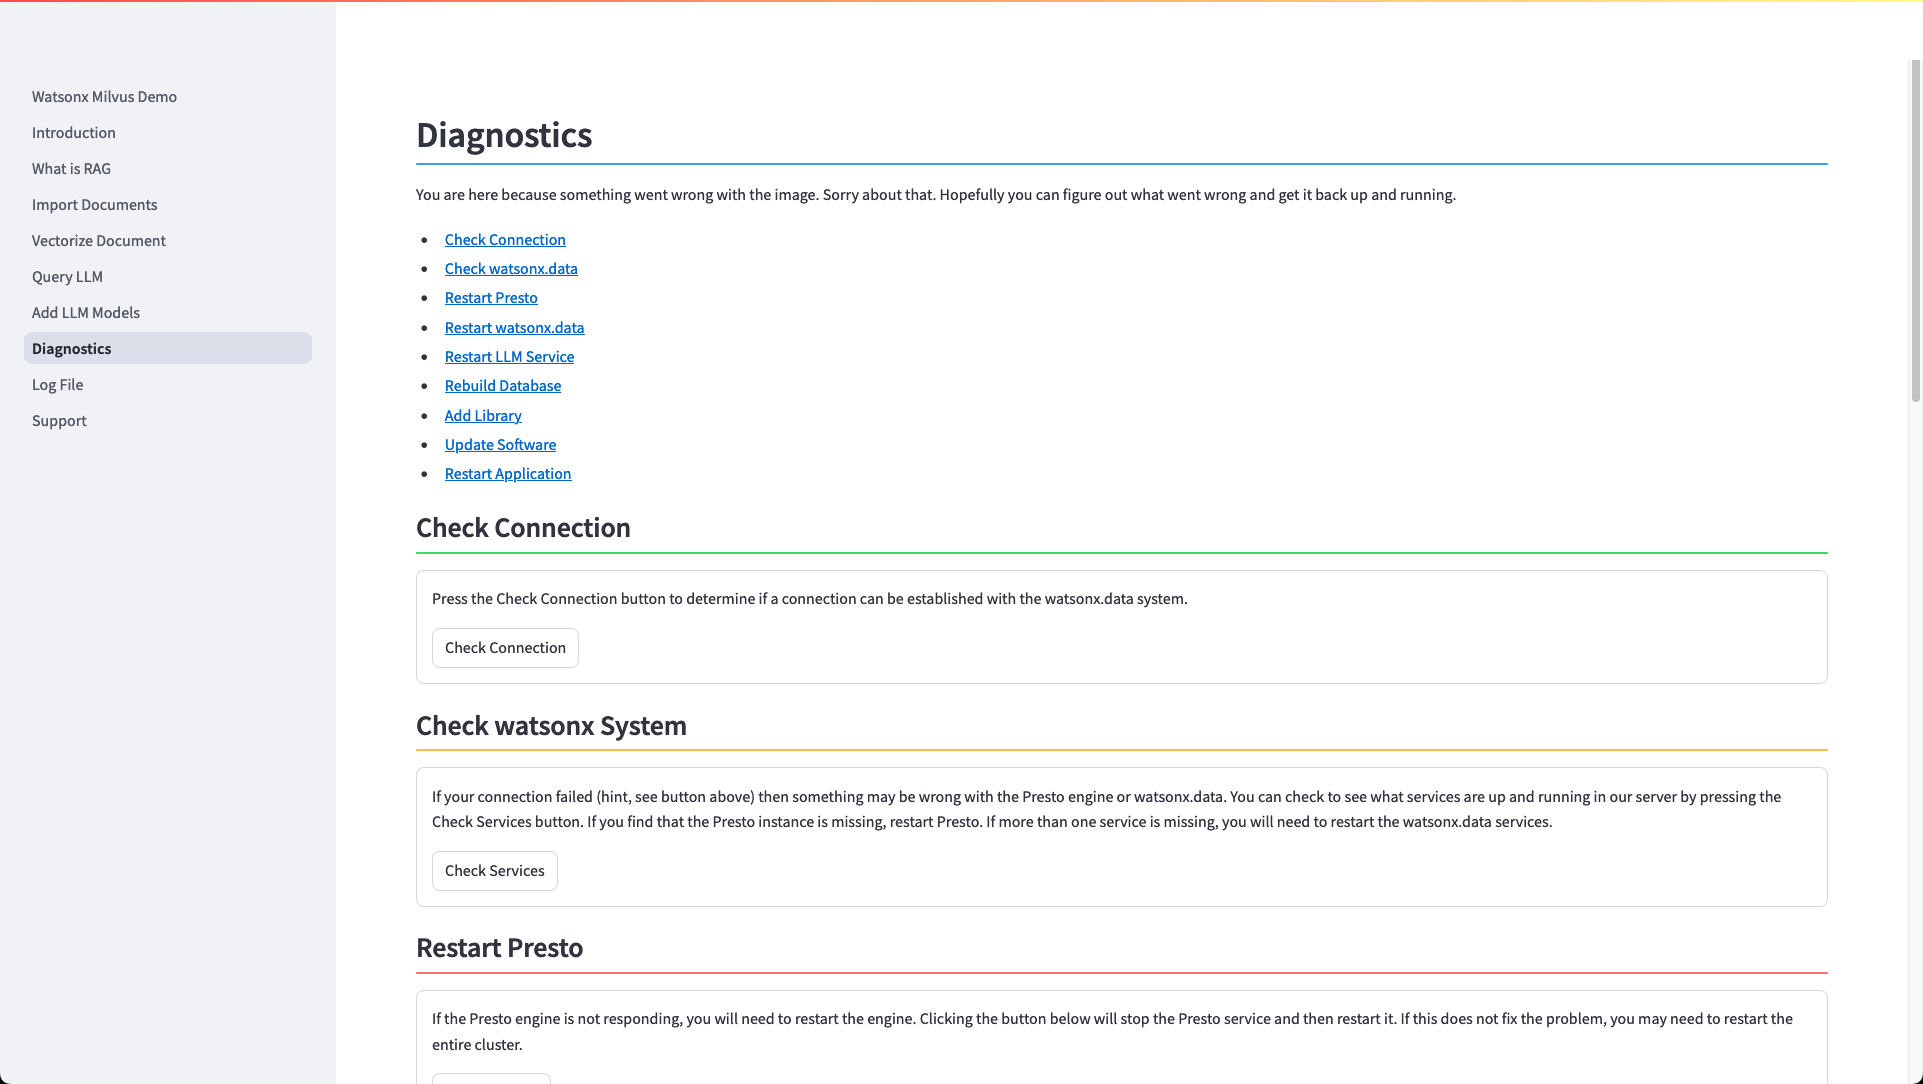 Watsonx Milvus Demo
Introduction
What is RAG
Import Documents
Vectorize Document
Query LLM
Add LLM Models
Diagnostics
Log File
Support
Diagnostics
You are here because something went wrong with the image. Sorry about that. Hopefully you can figure out what went wrong and get it back up and running.
Check Connection
Check watsonx.data
Restart Presto
Restart watsonx.data
Restart LLM Service
Rebuild Database
Add Library
Update Software
Restart Application
Check Connection
Press the Check Connection button to determine if a connection can be established with the watsonx.data system.
Check Connection
Check watsonx System
If your connection failed (hint, see button above) then something may be wrong with the Presto engine or watsonx.data. You can check to see what services are up and running in our server by pressing the
Check Services button. If you find that the Presto instance is missing, restart Presto. If more than one service is missing, you will need to restart the watsonx.data services.
Check Services
Restart Presto
If the Presto engine is not responding, you will need to restart the engine. Clicking the button below will stop the Presto service and then restart it. If this does not fix the problem, you may need to restart the
entire cluster.